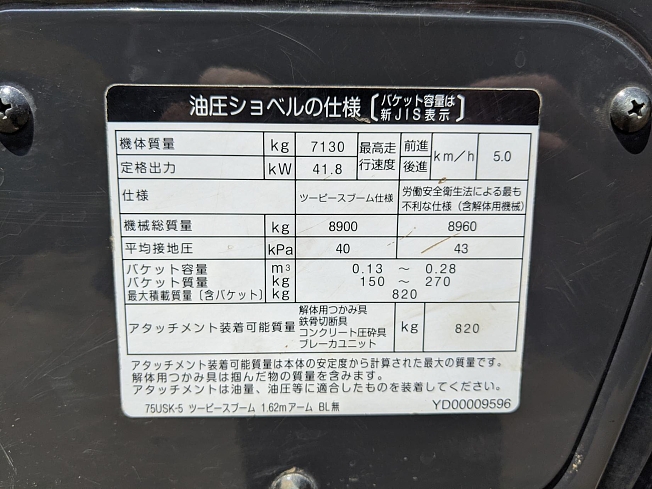 油圧ショベルの仕様〔バケット容量は新JIS表示〕
機体質量 kg 7130 最高走行速度 前進 後進 km/h 5.0
定格出力 kW 41.8
仕様 ツーピースブーム仕様 労働安全衛生法による最も不利な仕様（含解体用機械）
機械総質量 kg 8900 8960
平均接地圧 kPa 40 43
バケット容量 m³ 0.13 ～ 0.28
バケット質量 kg 150 ～ 270
最大積載質量〔含バケット〕 kg 820
アタッチメント装着可能質量 解体用つかみ具 鉄骨切断具 コンクリート圧砕具 ブレーカユニット kg 820
アタッチメント装着可能質量は本体の安定度から計算された最大の質量です。
解体用つかみ具は掴んだ物の質量を含みます。
アタッチメントは油量、油圧等に適合したものを装着してください。
75USK-5 ツーピースブーム 1.62mアーム BL無 YD00009596